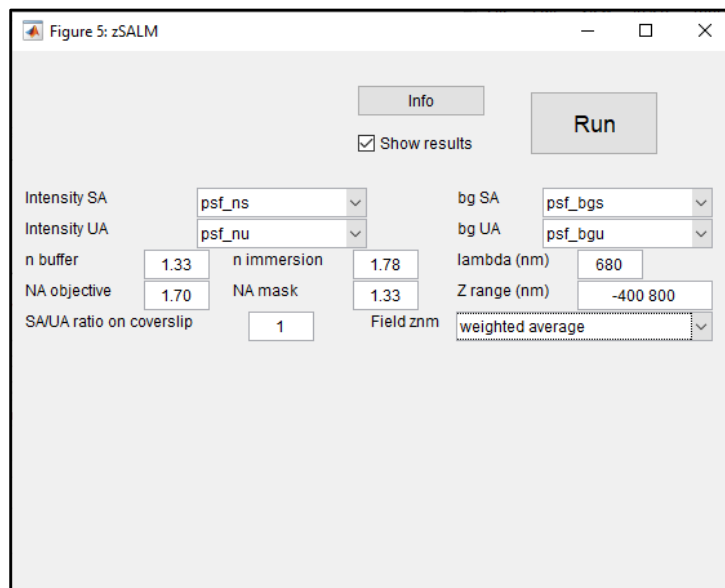 Figure 5: zSALM
Info
Run
Show results
Intensity SA psf_ns bg SA psf_bgs
Intensity UA psf_nu bg UA psf_bgu
n buffer 1.33 n immersion 1.78 lambda (nm) 680
NA objective 1.70 NA mask 1.33 Z range (nm) -400 800
SA/UA ratio on coverslip 1 Field znm weighted average